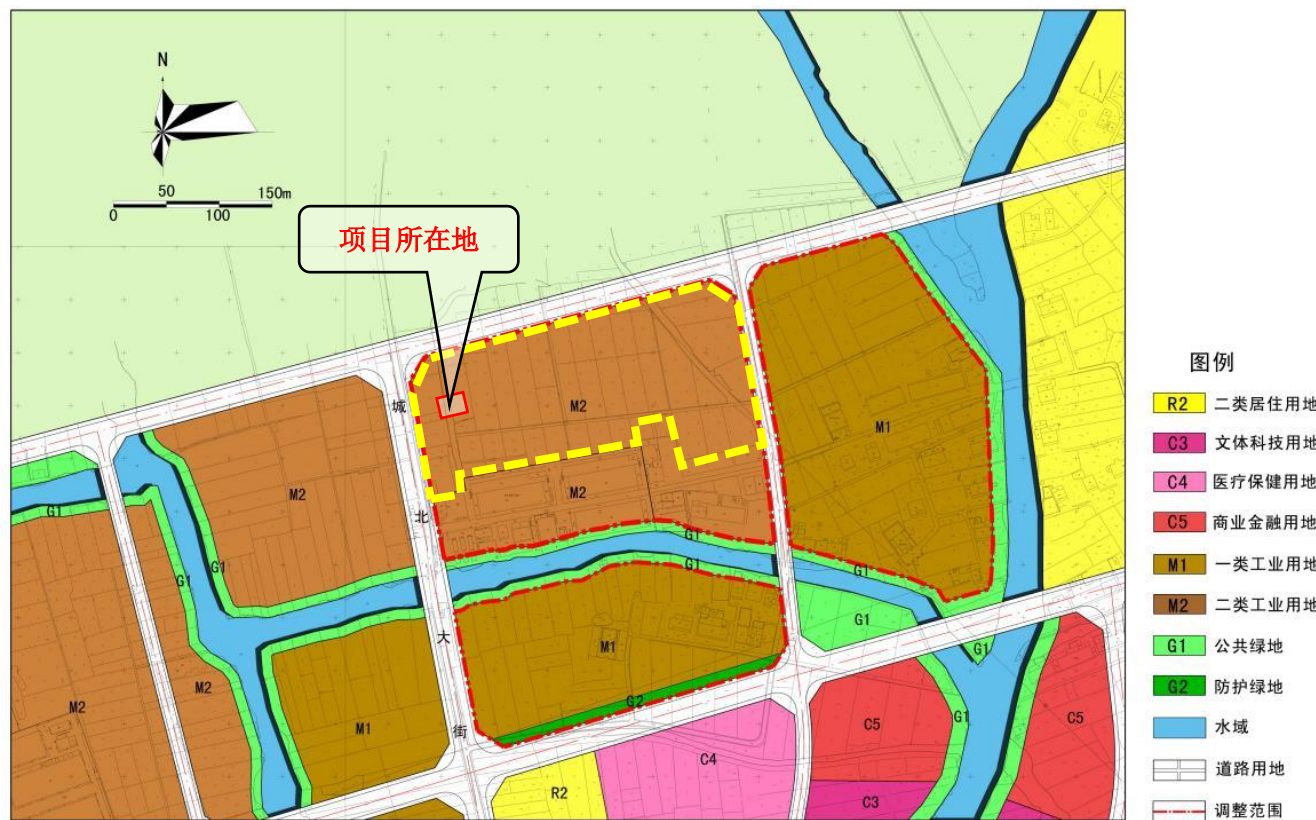 N
50
150m
0
100
项目所在地
城
北
大
街
M2
M1
M2
M2
G1
G1
G1
G1
G1
G1
G1
M2
M2
M1
M1
G2
G1
G1
G1
C5
C5
C4
C3
R2
图例
R2 二类居住用地
C3 文体科技用地
C4 医疗保健用地
C5 商业金融用地
M1 一类工业用地
M2 二类工业用地
G1 公共绿地
G2 防护绿地
水域
道路用地
调整范围